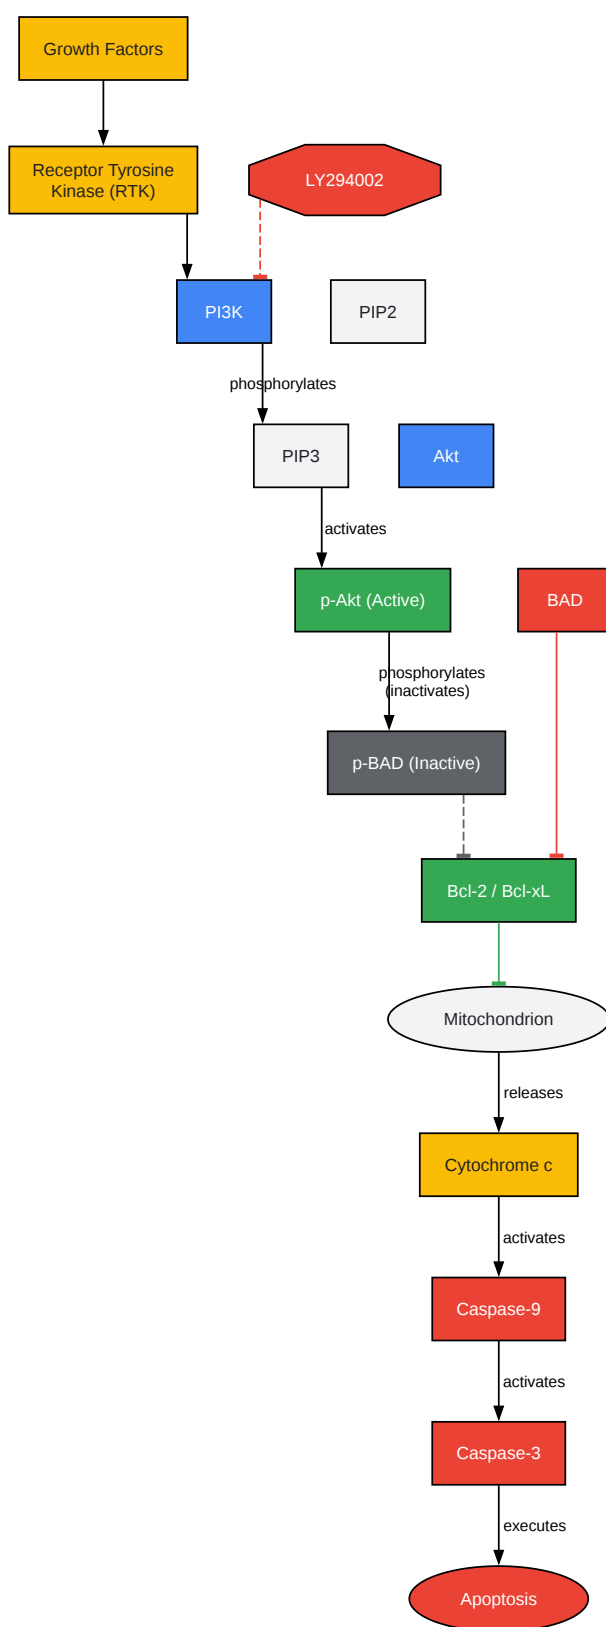 Growth Factors
Receptor Tyrosine
Kinase (RTK)
LY294002
PI3K
PIP2
phosphorylates
PIP3
Akt
activates
p-Akt (Active)
BAD
phosphorylates
(inactivates)
p-BAD (Inactive)
Bcl-2 / Bcl-xL
Mitochondrion
releases
Cytochrome c
activates
Caspase-9
activates
Caspase-3
executes
Apoptosis